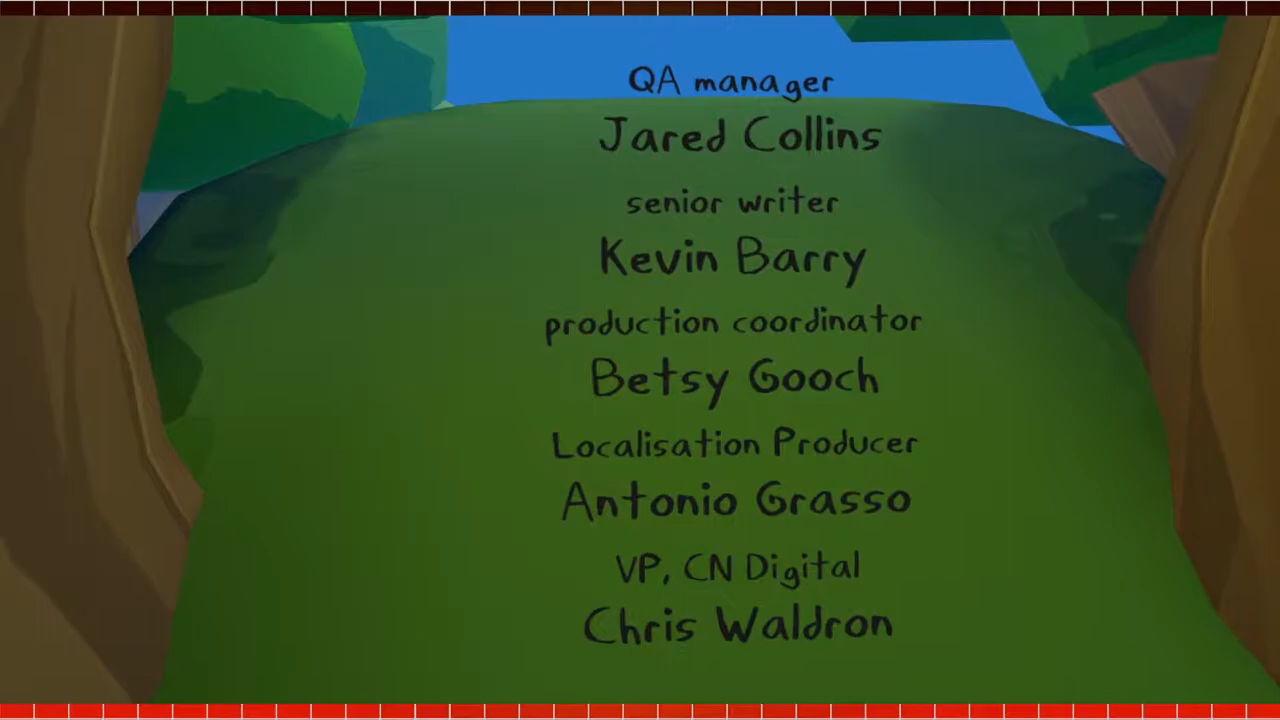 QA manager
Jared Collins
senior writer
Kevin Barry
production coordinator
Betsy Gooch
Localisation Producer
Antonio Grasso
VP, CN Digital
Chris Waldron